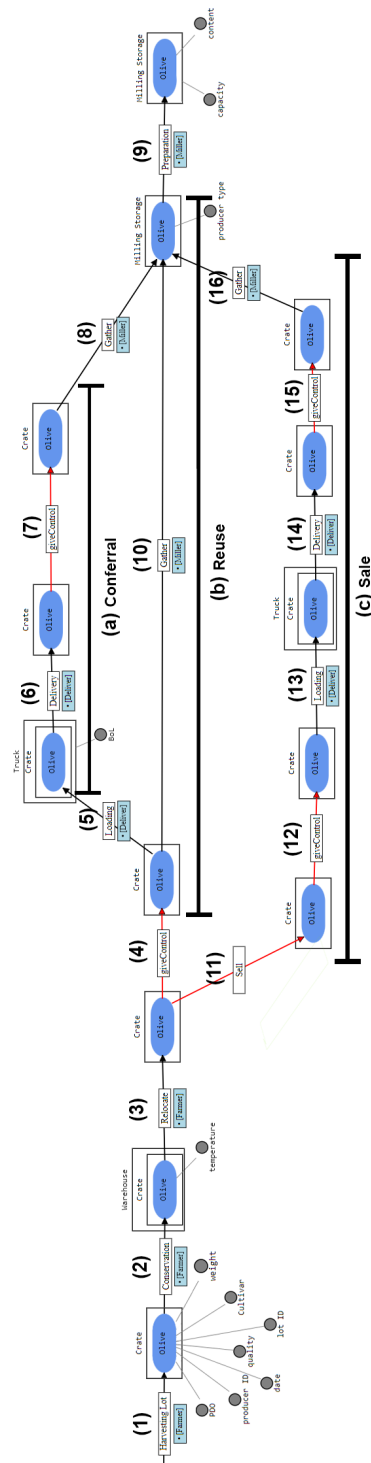 (1)
Harvesting Lot
• [Farmer]
Crate
Olive
PDO
producer ID
date
quality
lot ID
Cultivar
weight
(2)
Conservation
• [Farmer]
Warehouse
Crate
Olive
temperature
(3)
Relocate
• [Farmer]
Crate
Olive
(4)
giveControl
Crate
Olive
(5)
Loading
• [Deliver]
Truck
Crate
Olive
BoL
(6)
Delivery
• [Deliver]
Crate
Olive
(7)
giveControl
Crate
Olive
(a) Conferral
(8)
Gather
• [Miller]
(10)
Gather
• [Miller]
(b) Reuse
Milling Storage
Olive
producer type
(9)
Preparation
• [Miller]
Milling Storage
Olive
capacity
content
(11)
Sell
Crate
Olive
(12)
giveControl
Crate
Olive
(13)
Loading
• [Deliver]
Truck
Crate
Olive
(14)
Delivery
• [Deliver]
Crate
Olive
(15)
giveControl
Crate
Olive
(16)
Gather
• [Miller]
(c) Sale